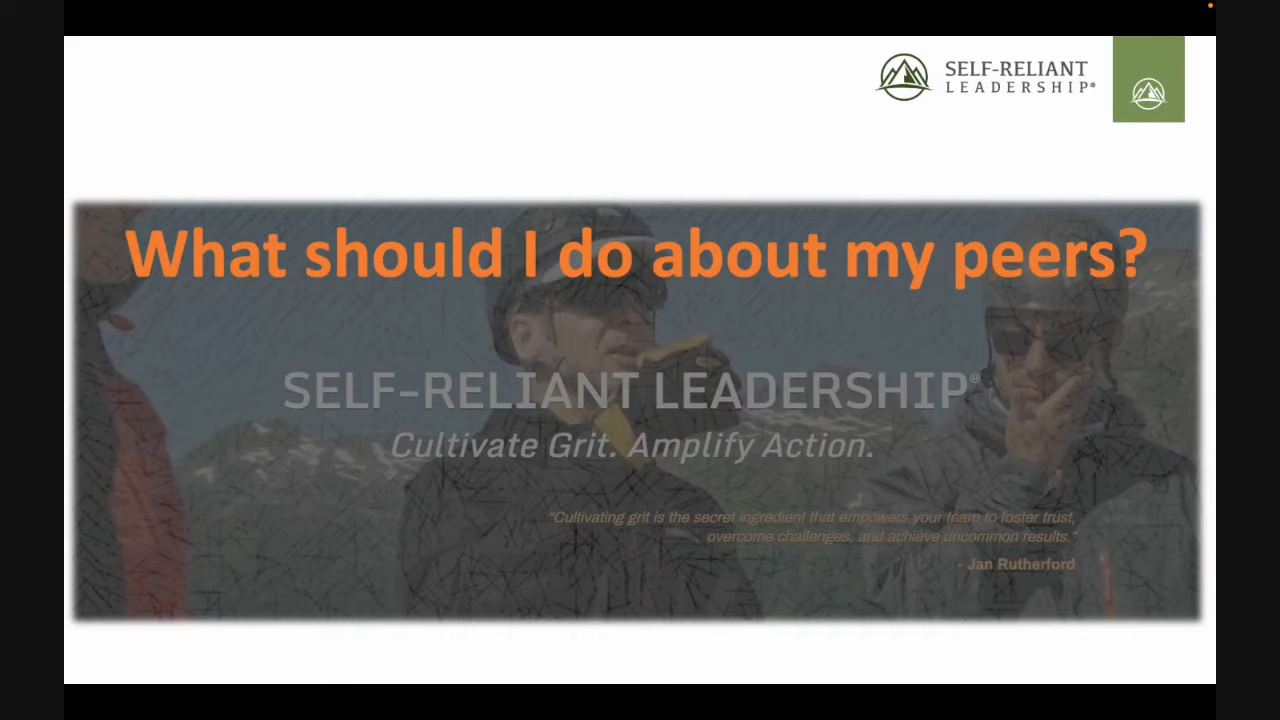 SELF-RELIANT
LEADERSHIP®
What should I do about my peers?
SELF-RELIANT LEADERSHIP®
Cultivate Grit. Amplify Action.
"Cultivating grit is the secret ingredient that empowers your team to foster trust,
overcome challenges, and achieve uncommon results."
- Jan Rutherford